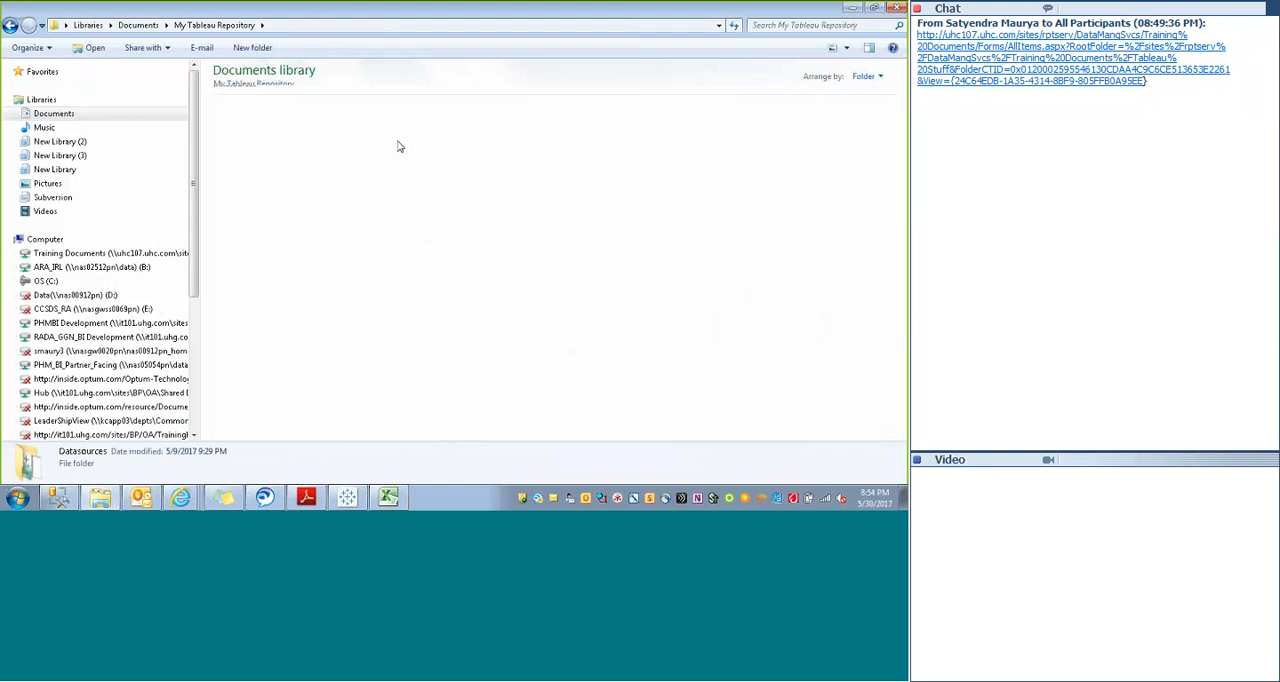 Libraries ▸ Documents ▸ My Tableau Repository ▸
Search My Tableau Repository
Organize
Open
Share with
E-mail
New folder
Favorites
Libraries
Documents
Music
New Library (2)
New Library (3)
New Library
Pictures
Subversion
Videos
Computer
Training Documents (\\uhc107.uhc.com\sit
ARA_IRL (\\nas02512pn\data) (B:)
OS (C:)
Data(\\nas00912pn) (D:)
CCSDS_RA (\\nasgwss0069pn) (E:)
PHMBI Development (\\it101.uhg.com\sites
RADA_GGN_BI Development (\\it101.uhg.co
smaury3 (\\nasgw0020pn\nas00912pn_hom
PHM_BI_Partner_Facing (\\nas05054pn\data
http://inside.optum.com/Optum-Technolog
Hub (\\it101.uhg.com\sites\BP\OA\Shared D
http://inside.optum.com/resource/Docume
LeaderShipView (\\kcapp03\depts\Common
http://it101.uhg.com/sites/BP/OA/TrainingH
Documents library
My Tableau Repository
Arrange by: Folder
Datasources Date modified: 5/9/2017 9:29 PM
File folder
8:54 PM
5/30/2017
Chat
From Satyendra Maurya to All Participants (08:49:36 PM):
http://uhc107.uhc.com/sites/rptserv/DataMangSvcs/Training%
20Documents/Forms/AllItems.aspx?RootFolder=%2Fsites%2Frptserv%
2FDataMangSvcs%2FTraining%20Documents%2FTableau%
20Stuff&FolderCTID=0x0120002595546130CDAA4C9C6CE513653E2261
&View={24C64EDB-1A35-4314-8BF9-805FFB0A95EE}
Video